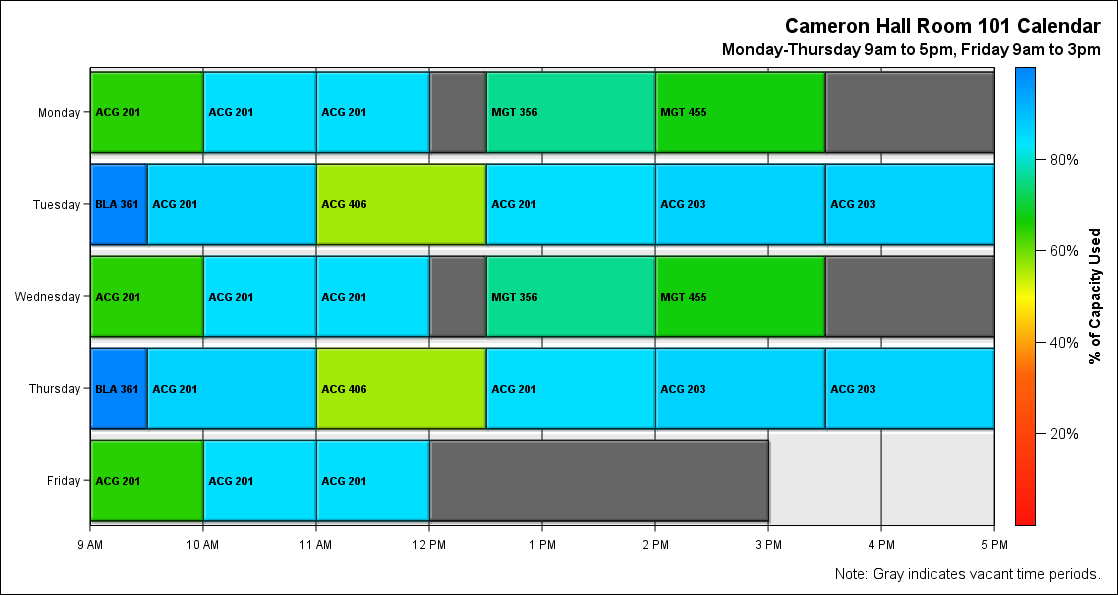 Cameron Hall Room 101 Calendar
Monday-Thursday 9am to 5pm, Friday 9am to 3pm
Monday ACG 201 ACG 201 ACG 201 MGT 356 MGT 455
Tuesday BLA 361 ACG 201 ACG 406 ACG 201 ACG 203 ACG 203
Wednesday ACG 201 ACG 201 ACG 201 MGT 356 MGT 455
Thursday BLA 361 ACG 201 ACG 406 ACG 201 ACG 203 ACG 203
Friday ACG 201 ACG 201 ACG 201
9 AM 10 AM 11 AM 12 PM 1 PM 2 PM 3 PM 4 PM 5 PM
80%
60%
40%
20%
% of Capacity Used
Note: Gray indicates vacant time periods.